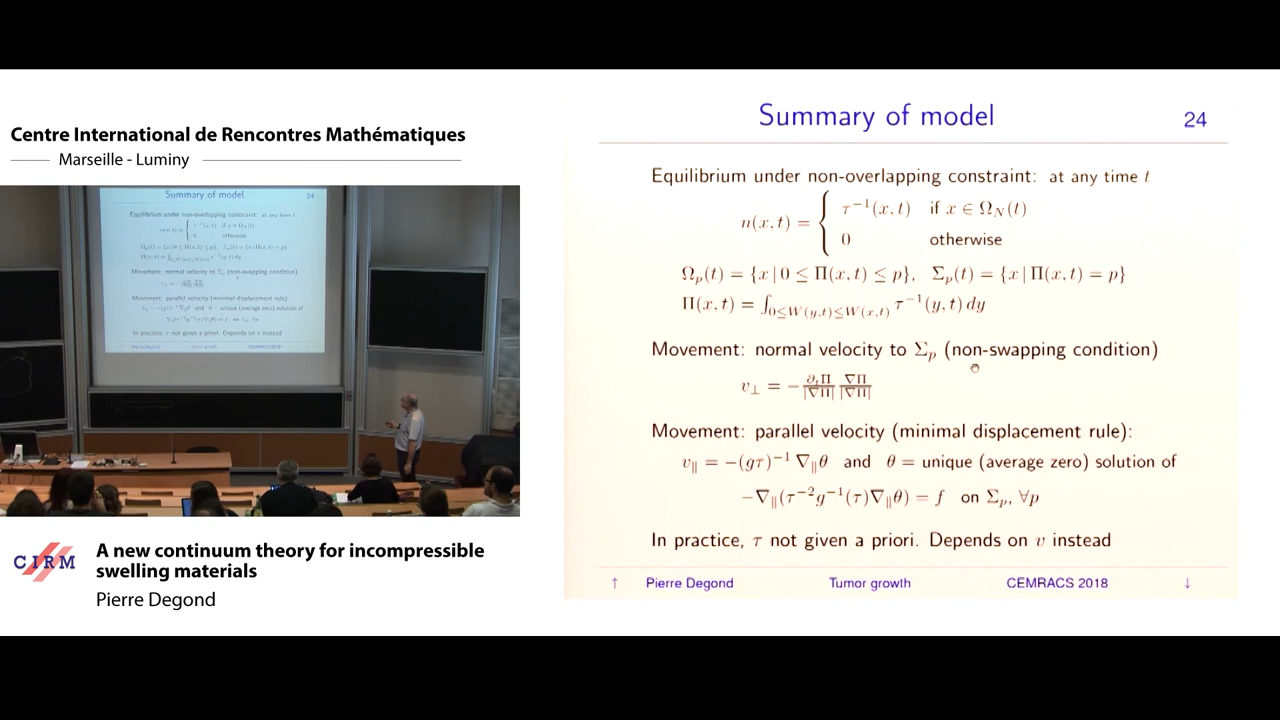 Centre International de Rencontres Mathématiques
Marseille - Luminy
Summary of model
24
Equilibrium under non-overlapping constraint: at any time t
n(x, t) = { τ⁻¹(x, t) if x ∈ Ω_N(t)
0 otherwise
Ω_p(t) = {x | 0 ≤ Π(x, t) ≤ p}, Σ_p(t) = {x | Π(x, t) = p}
Π(x, t) = ∫_{0≤W(y,t)≤W(x,t)} τ⁻¹(y, t) dy
Movement: normal velocity to Σ_p (non-swapping condition)
v_⊥ = − ∂_tΠ/|∇Π| ∇Π/|∇Π|
Movement: parallel velocity (minimal displacement rule):
v_∥ = −(gτ)⁻¹ ∇_∥θ and θ = unique (average zero) solution of
−∇_∥(τ⁻²g⁻¹(τ)∇_∥θ) = f on Σ_p, ∀p
In practice, τ not given a priori. Depends on v instead
↑ Pierre Degond Tumor growth CEMRACS 2018 ↓
CIRM
A new continuum theory for incompressible
swelling materials
Pierre Degond